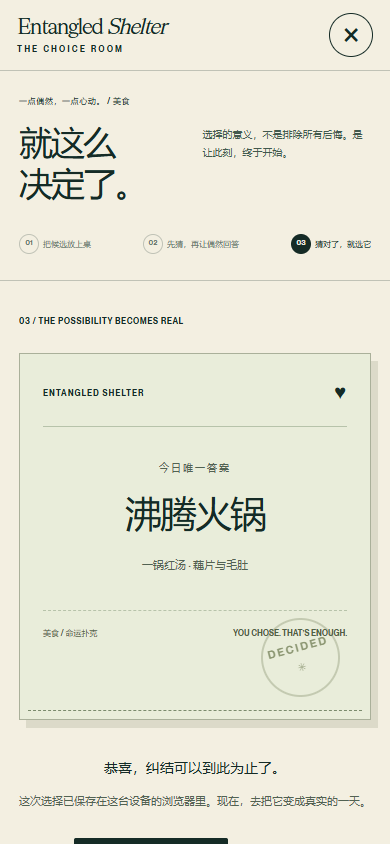 Entangled Shelter
THE CHOICE ROOM
一点偶然，一点心动。 / 美食
就这么
决定了。
选择的意义，不是排除所有后悔。是
让此刻，终于开始。
01 把候选放上桌
02 先猜，再让偶然回答
03 猜对了，就选它
03 / THE POSSIBILITY BECOMES REAL
ENTANGLED SHELTER
今日唯一答案
沸腾火锅
一锅红汤 · 藕片与毛肚
美食 / 命运扑克
YOU CHOSE. THAT'S ENOUGH.
DECIDED
恭喜，纠结可以到此为止了。
这次选择已保存在这台设备的浏览器里。现在，去把它变成真实的一天。